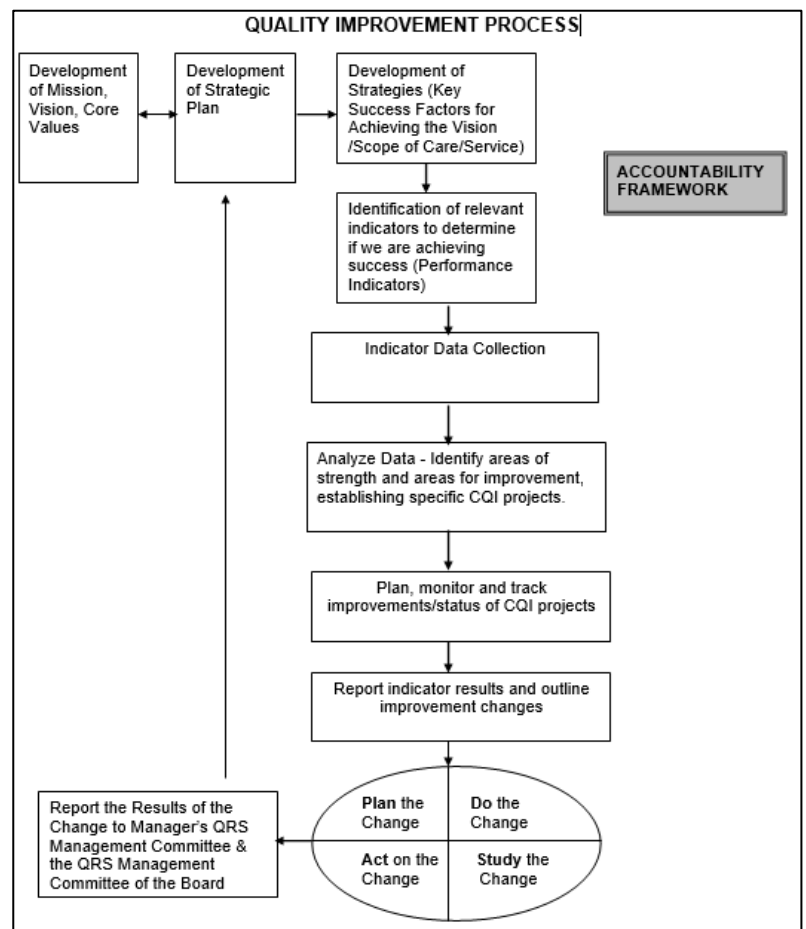 QUALITY IMPROVEMENT PROCESS
Development
of Mission,
Vision, Core
Values
Development
of Strategic
Plan
Development of
Strategies (Key
Success Factors for
Achieving the Vision
/Scope of Care/Service)
ACCOUNTABILITY
FRAMEWORK
Identification of relevant
indicators to determine
if we are achieving
success (Performance
Indicators)
Indicator Data Collection
Analyze Data - Identify areas of
strength and areas for improvement,
establishing specific CQI projects.
Plan, monitor and track
improvements/status of CQI projects
Report indicator results and outline
improvement changes
Plan the
Change
Do the
Change
Act on the
Change
Study the
Change
Report the Results of the
Change to Manager's QRS
Management Committee &
the QRS Management
Committee of the Board